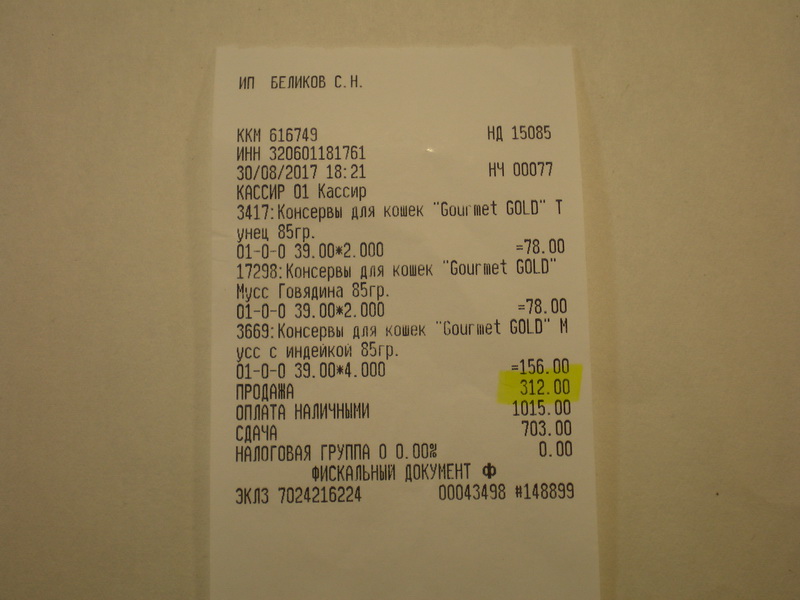 ИП БЕЛИКОВ С.Н.
ККМ 616749 НД 15085
ИНН 320601181761
30/08/2017 18:21 НЧ 00077
КАССИР 01 Кассир
3417:Консервы для кошек "Gourmet GOLD" Т
унец 85гр.
01-0-0 39.00*2.000 =78.00
17298:Консервы для кошек "Gourmet GOLD"
Мусс Говядина 85гр.
01-0-0 39.00*2.000 =78.00
3669:Консервы для кошек "Gourmet GOLD" М
усс с индейкой 85гр.
01-0-0 39.00*4.000 =156.00
ПРОДАЖА 312.00
ОПЛАТА НАЛИЧНЫМИ 1015.00
СДАЧА 703.00
НАЛОГОВАЯ ГРУППА 0 0.00% 0.00
ФИСКАЛЬНЫЙ ДОКУМЕНТ Ф
ЭКЛЗ 7024216224 00043498 #148899